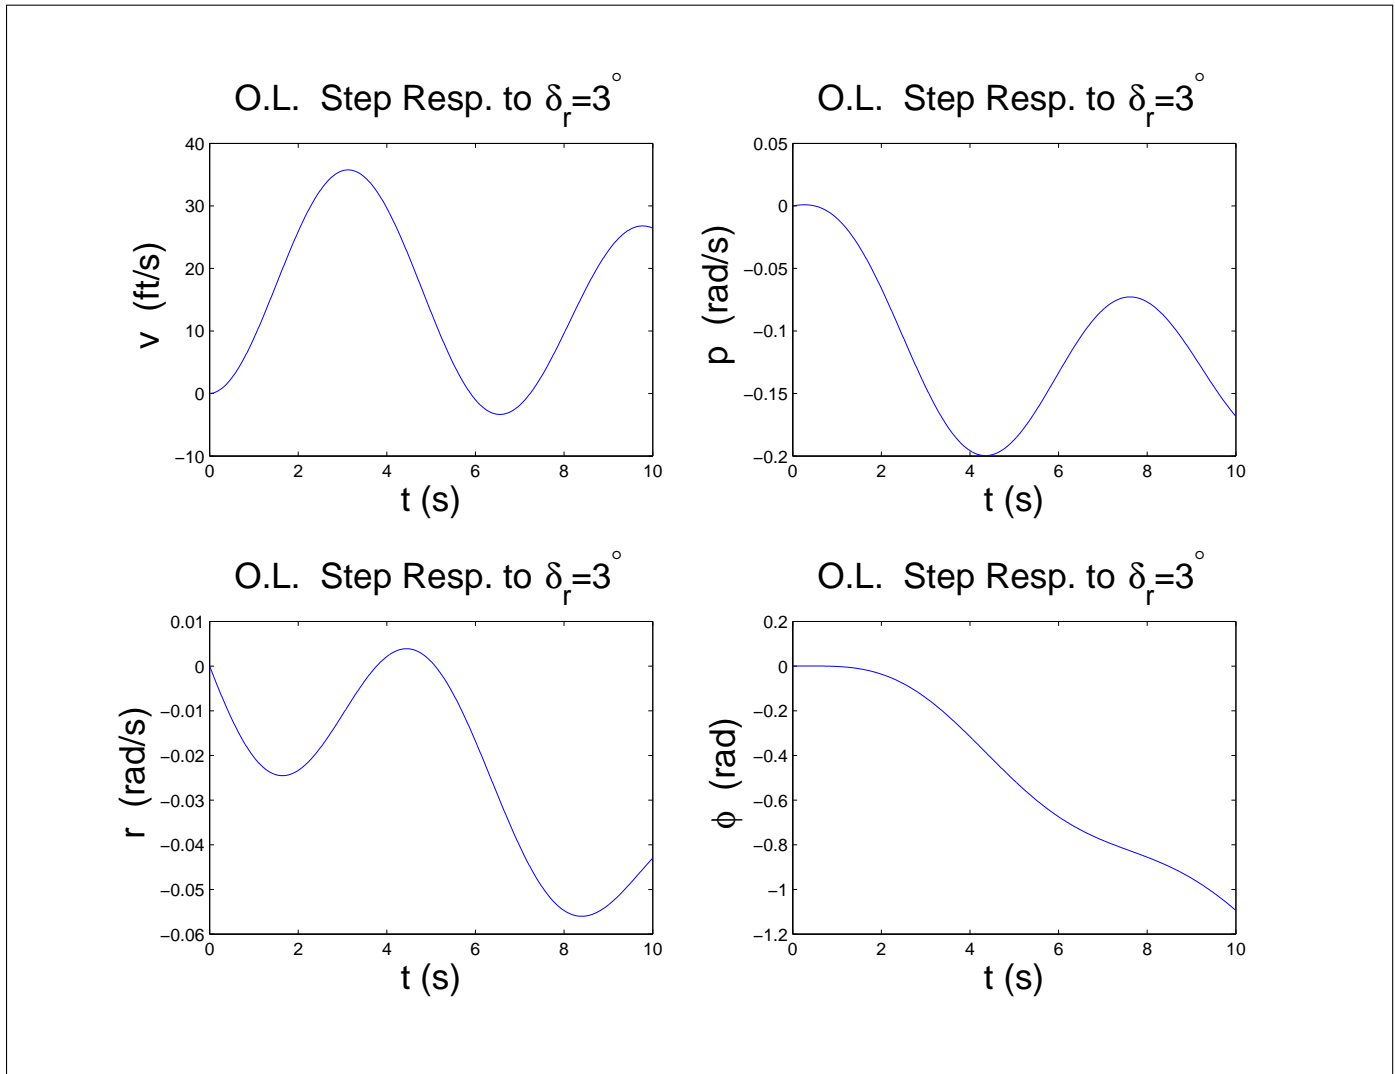 O.L. Step Resp. to δ_r=3°
40
30
20
10
0
−10
v (ft/s)
0 2 4 6 8 10
t (s)
O.L. Step Resp. to δ_r=3°
0.05
0
−0.05
−0.1
−0.15
−0.2
p (rad/s)
0 2 4 6 8 10
t (s)
O.L. Step Resp. to δ_r=3°
0.01
0
−0.01
−0.02
−0.03
−0.04
−0.05
−0.06
r (rad/s)
0 2 4 6 8 10
t (s)
O.L. Step Resp. to δ_r=3°
0.2
0
−0.2
−0.4
−0.6
−0.8
−1
−1.2
ϕ (rad)
0 2 4 6 8 10
t (s)